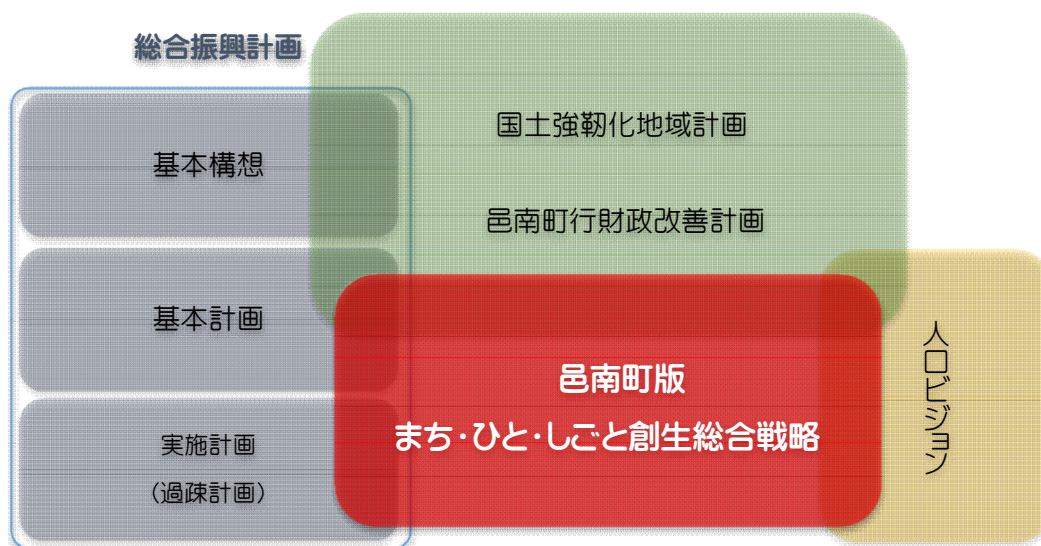 総合振興計画
基本構想
基本計画
実施計画
(過疎計画)
国土強靭化地域計画
邑南町行財政改善計画
邑南町版
まち・ひと・しごと創生総合戦略
人口ビジョン